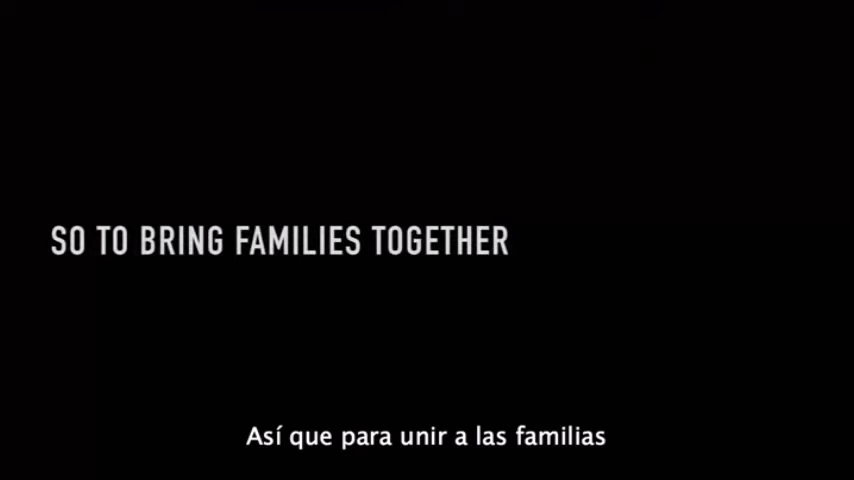 SO TO BRING FAMILIES TOGETHER
Así que para unir a las familias